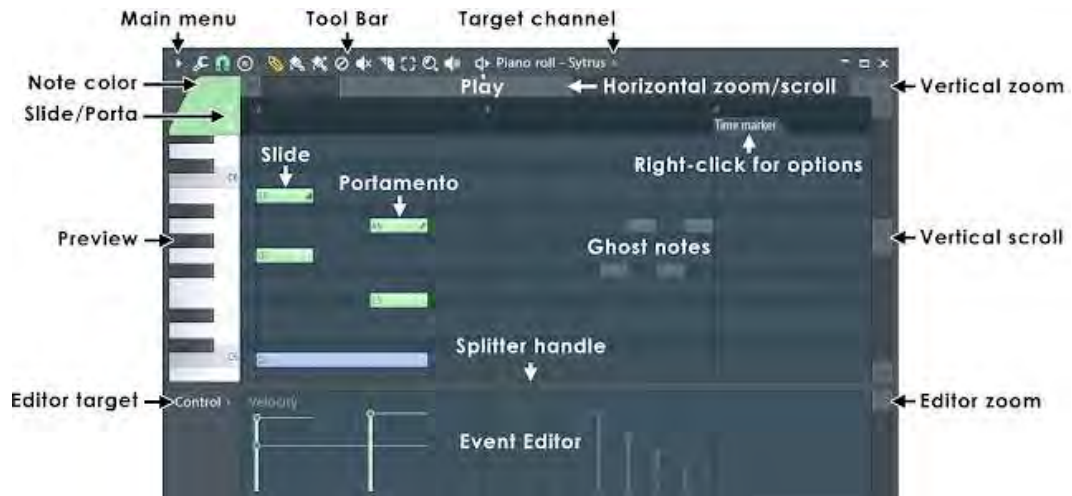 Main menu Tool Bar Target channel
Piano roll – Sytrus
Note color
Play Horizontal zoom/scroll Vertical zoom
Slide/Porta
Time marker
Slide Right-click for options
C6
Portamento
Preview Ghost notes Vertical scroll
Splitter handle
C5
Editor target Control Velocity Editor zoom
Event Editor